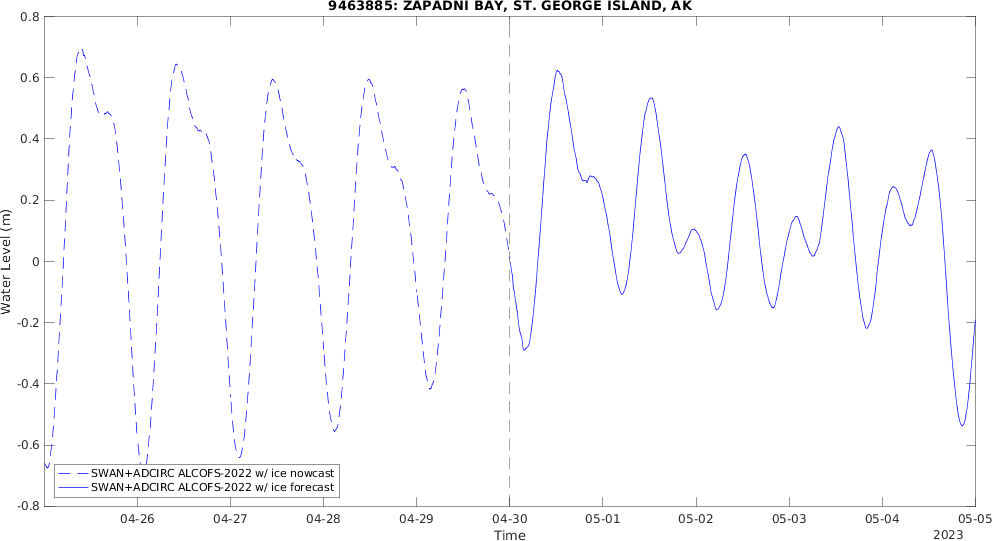 9463885: ZAPADNI BAY, ST. GEORGE ISLAND, AK
0.8
0.6
0.4
0.2
0
-0.2
-0.4
-0.6
-0.8
Water Level (m)
SWAN+ADCIRC ALCOFS-2022 w/ ice nowcast
SWAN+ADCIRC ALCOFS-2022 w/ ice forecast
04-26 04-27 04-28 04-29 04-30 05-01 05-02 05-03 05-04 05-05
Time
2023